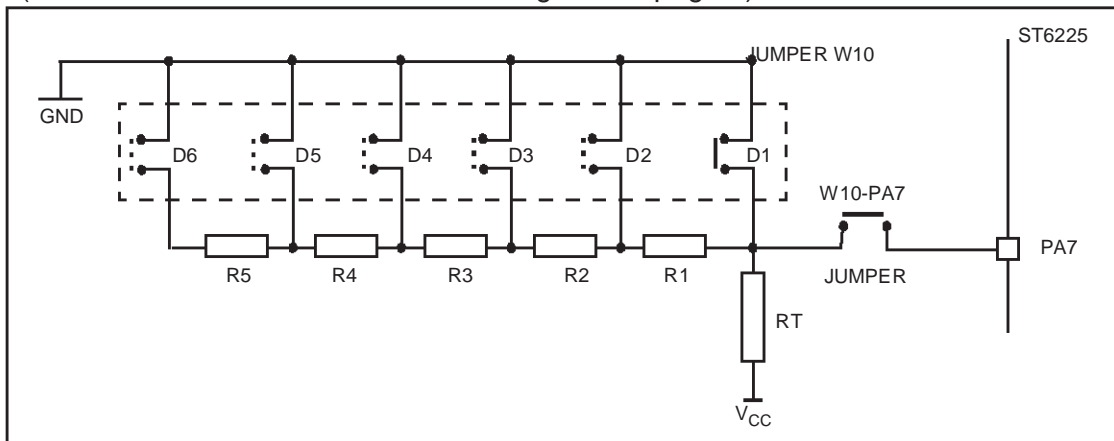 ST6225
JUMPER W10
GND
D6 D5 D4 D3 D2 D1
W10-PA7
PA7
R5 R4 R3 R2 R1 JUMPER
RT
VCC